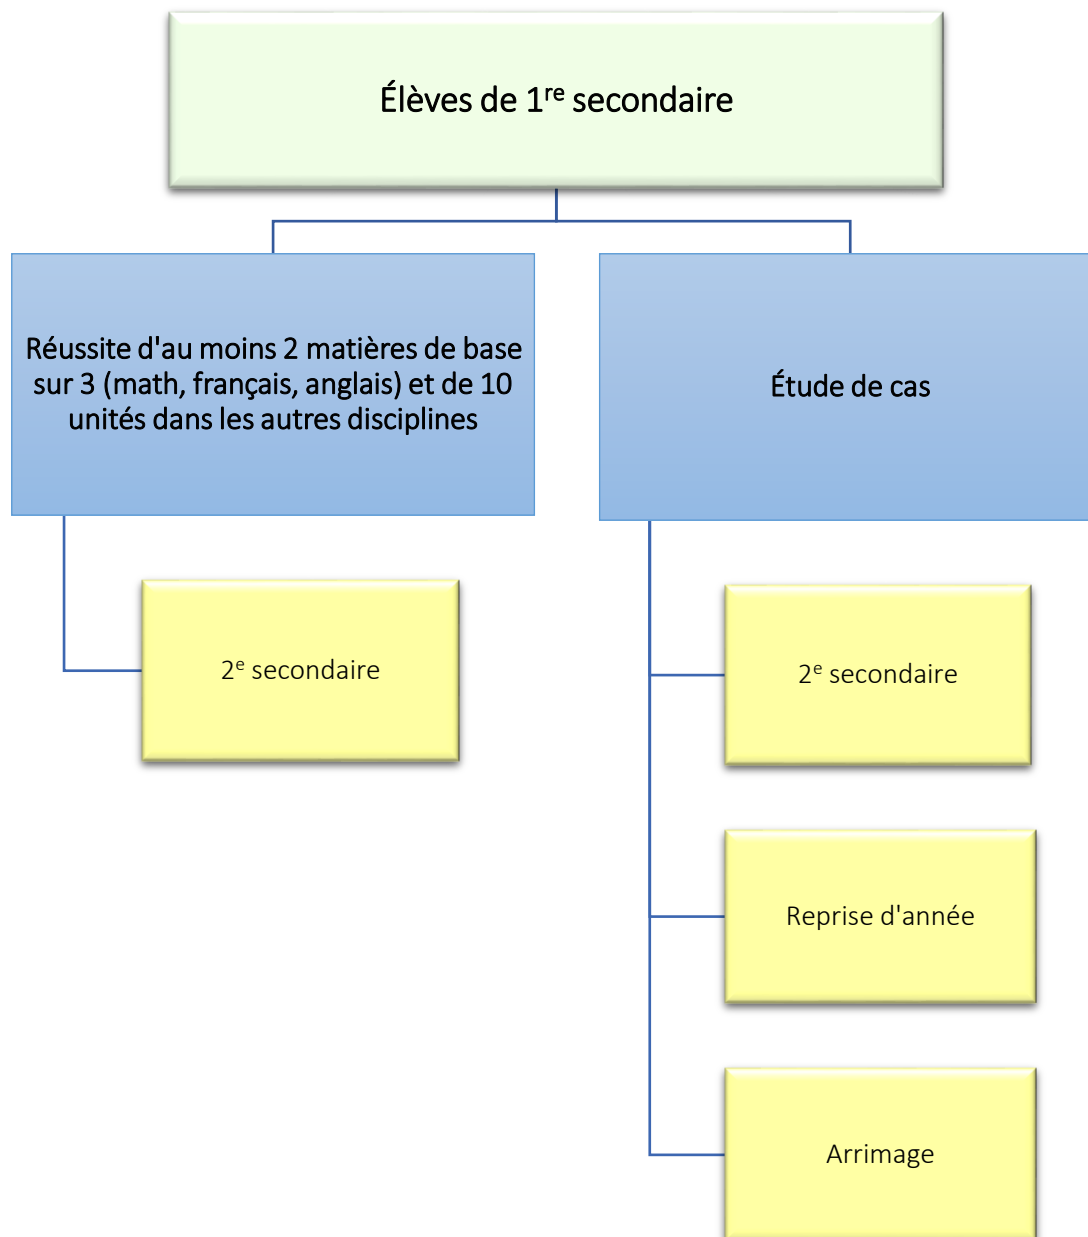 Élèves de 1re secondaire
Réussite d'au moins 2 matières de base
sur 3 (math, français, anglais) et de 10
unités dans les autres disciplines
Étude de cas
2e secondaire
2e secondaire
Reprise d'année
Arrimage